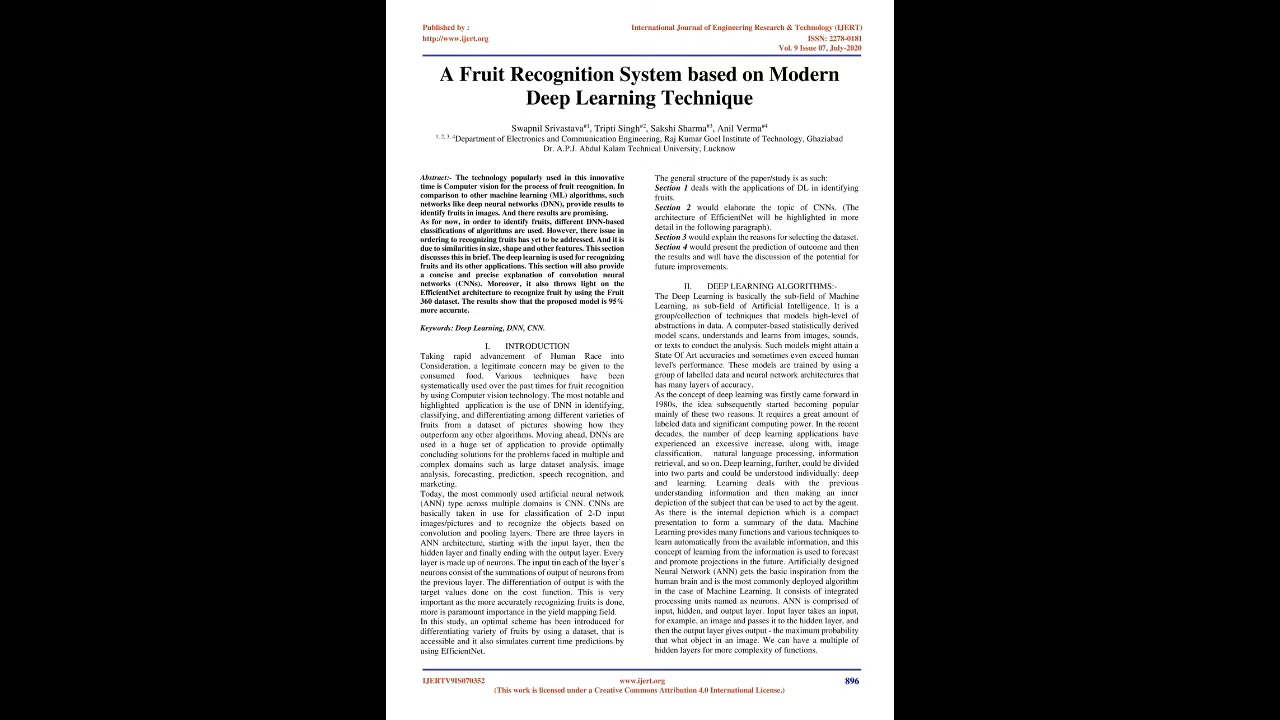 Published by :
http://www.ijert.org
International Journal of Engineering Research & Technology (IJERT)
ISSN: 2278-0181
Vol. 9 Issue 07, July-2020
A Fruit Recognition System based on Modern
Deep Learning Technique
Swapnil Srivastava#1, Tripti Singh#2, Sakshi Sharma#3, Anil Verma#4
1, 2, 3, 4Department of Electronics and Communication Engineering, Raj Kumar Goel Institute of Technology, Ghaziabad
Dr. A.P.J. Abdul Kalam Technical University, Lucknow
Abstract:- The technology popularly used in this innovative
time is Computer vision for the process of fruit recognition. In
comparison to other machine learning (ML) algorithms, such
networks like deep neural networks (DNN), provide results to
identify fruits in images. And there results are promising.
As for now, in order to identify fruits, different DNN-based
classifications of algorithms are used. However, there issue in
ordering to recognizing fruits has yet to be addressed. And it is
due to similarities in size, shape and other features. This section
discusses this in brief. The deep learning is used for recognizing
fruits and its other applications. This section will also provide
a concise and precise explanation of convolution neural
networks (CNNs). Moreover, it also throws light on the
EfficientNet architecture to recognize fruit by using the Fruit
360 dataset. The results show that the proposed model is 95%
more accurate.
Keywords: Deep Learning, DNN, CNN.
I. INTRODUCTION
Taking rapid advancement of Human Race into
Consideration, a legitimate concern may be given to the
consumed food. Various techniques have been
systematically used over the past times for fruit recognition
by using Computer vision technology. The most notable and
highlighted application is the use of DNN in identifying,
classifying, and differentiating among different varieties of
fruits from a dataset of pictures showing how they
outperform any other algorithms. Moving ahead, DNNs are
used in a huge set of application to provide optimally
concluding solutions for the problems faced in multiple and
complex domains such as large dataset analysis, image
analysis, forecasting, prediction, speech recognition, and
marketing.
Today, the most commonly used artificial neural network
(ANN) type across multiple domains is CNN. CNNs are
basically taken in use for classification of 2-D input
images/pictures and to recognize the objects based on
convolution and pooling layers. There are three layers in
ANN architecture, starting with the input layer, then the
hidden layer and finally ending with the output layer. Every
layer is made up of neurons. The input tin each of the layer`s
neurons consist of the summations of output of neurons from
the previous layer. The differentiation of output is with the
target values done on the cost function. This is very
important as the more accurately recognizing fruits is done,
more is paramount importance in the yield mapping field.
In this study, an optimal scheme has been introduced for
differentiating variety of fruits by using a dataset, that is
accessible and it also simulates current time predictions by
using EfficientNet.
The general structure of the paper/study is as such:
Section 1 deals with the applications of DL in identifying
fruits.
Section 2 would elaborate the topic of CNNs. (The
architecture of EfficientNet will be highlighted in more
detail in the following paragraph).
Section 3 would explain the reasons for selecting the dataset.
Section 4 would present the prediction of outcome and then
the results and will have the discussion of the potential for
future improvements.
II. DEEP LEARNING ALGORITHMS:-
The Deep Learning is basically the sub-field of Machine
Learning, as sub-field of Artificial Intelligence. It is a
group/collection of techniques that models high-level of
abstractions in data. A computer-based statistically derived
model scans, understands and learns from images, sounds,
or texts to conduct the analysis. Such models might attain a
State Of Art accuracies and sometimes even exceed human
level's performance. These models are trained by using a
group of labelled data and neural network architectures that
has many layers of accuracy.
As the concept of deep learning was firstly came forward in
1980s, the idea subsequently started becoming popular
mainly of these two reasons. It requires a great amount of
labeled data and significant computing power. In the recent
decades, the number of deep learning applications have
experienced an excessive increase, along with, image
classification, natural language processing, information
retrieval, and so on. Deep learning, further, could be divided
into two parts and could be understood individually: deep
and learning. Learning deals with the previous
understanding information and then making an inner
depiction of the subject that can be used to act by the agent.
As there is the internal depiction which is a compact
presentation to form a summary of the data. Machine
Learning provides many functions and various techniques to
learn automatically from the available information, and this
concept of learning from the information is used to forecast
and promote projections in the future. Artificially designed
Neural Network (ANN) gets the basic inspiration from the
human brain and is the most commonly deployed algorithm
in the case of Machine Learning. It consists of integrated
processing units named as neurons. ANN is comprised of
input, hidden, and output layer. Input layer takes an input,
for example, an image and passes it to the hidden layer, and
then the output layer gives output - the maximum probability
that what object in an image. We can have a multiple of
hidden layers for more complexity of functions.
IJERTV9IS070352
www.ijert.org
896
(This work is licensed under a Creative Commons Attribution 4.0 International License.)